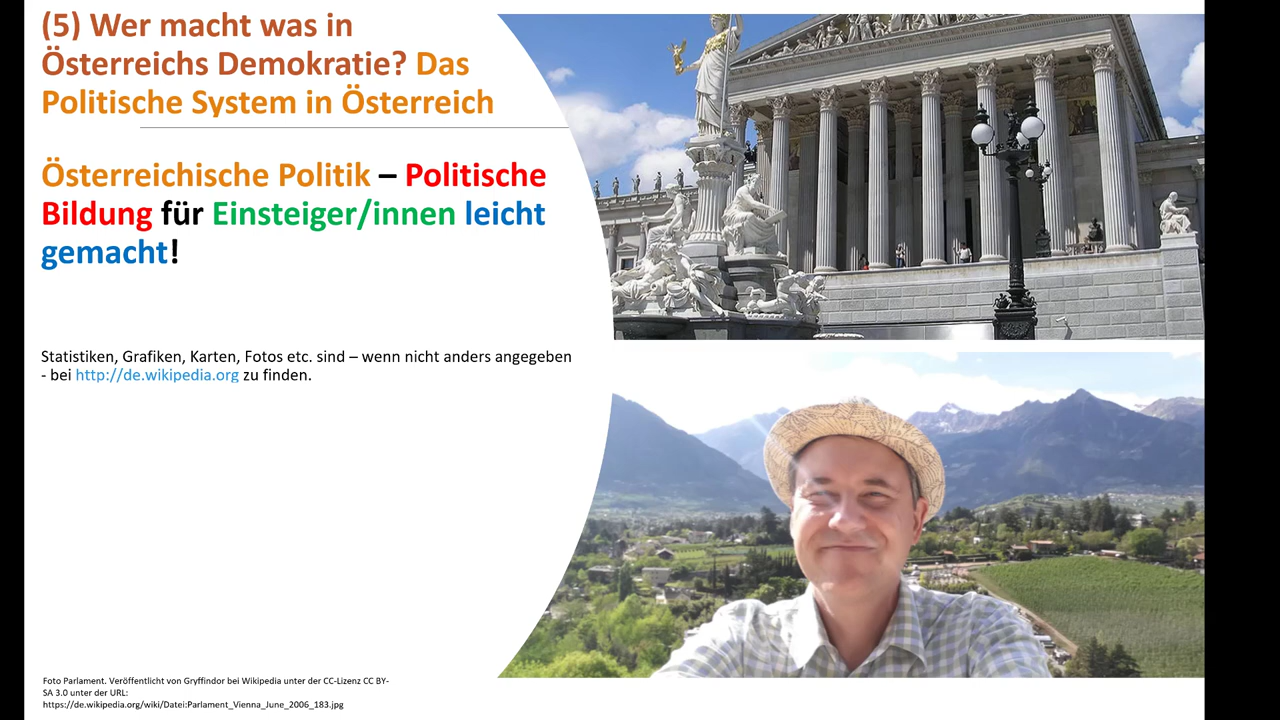 (5) Wer macht was in
Österreichs Demokratie? Das
Politische System in Österreich
Österreichische Politik – Politische
Bildung für Einsteiger/innen leicht
gemacht!
Statistiken, Grafiken, Karten, Fotos etc. sind – wenn nicht anders angegeben
- bei http://de.wikipedia.org zu finden.
Foto Parlament. Veröffentlicht von Gryffindor bei Wikipedia unter der CC-Lizenz CC BY-
SA 3.0 unter der URL:
https://de.wikipedia.org/wiki/Datei:Parlament_Vienna_June_2006_183.jpg